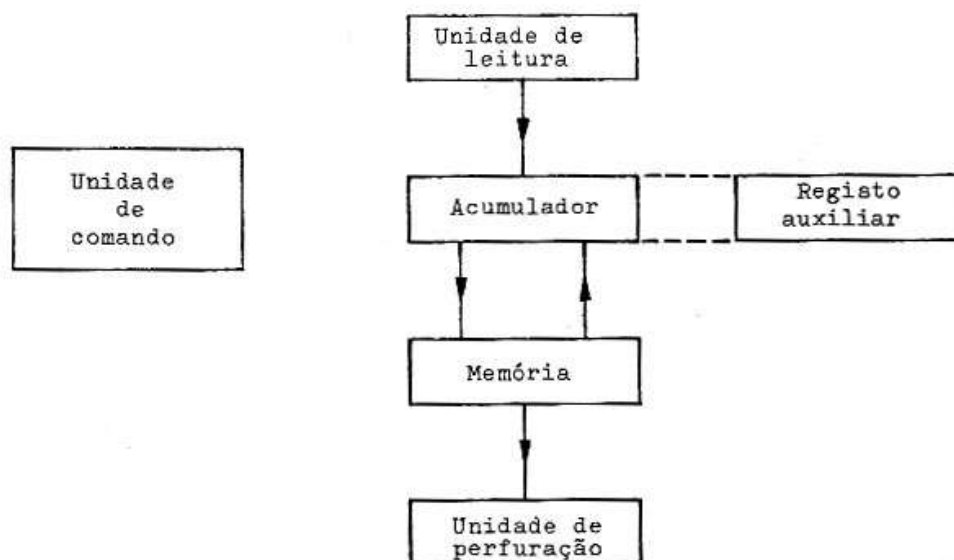 Unidade de
leitura
Unidade
de
comando
Acumulador
Registo
auxiliar
Memória
Unidade de
perfuração